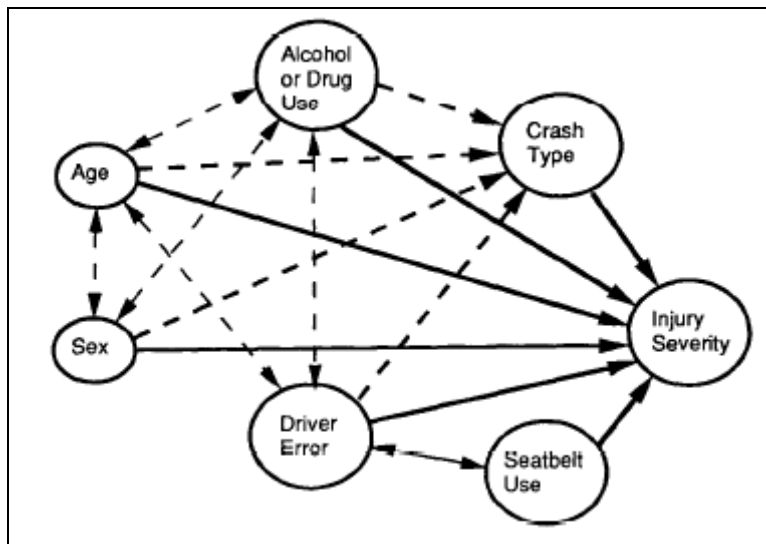 Alcohol
or Drug
Use
Crash
Type
Age
Injury
Severity
Sex
Driver
Error
Seatbelt
Use